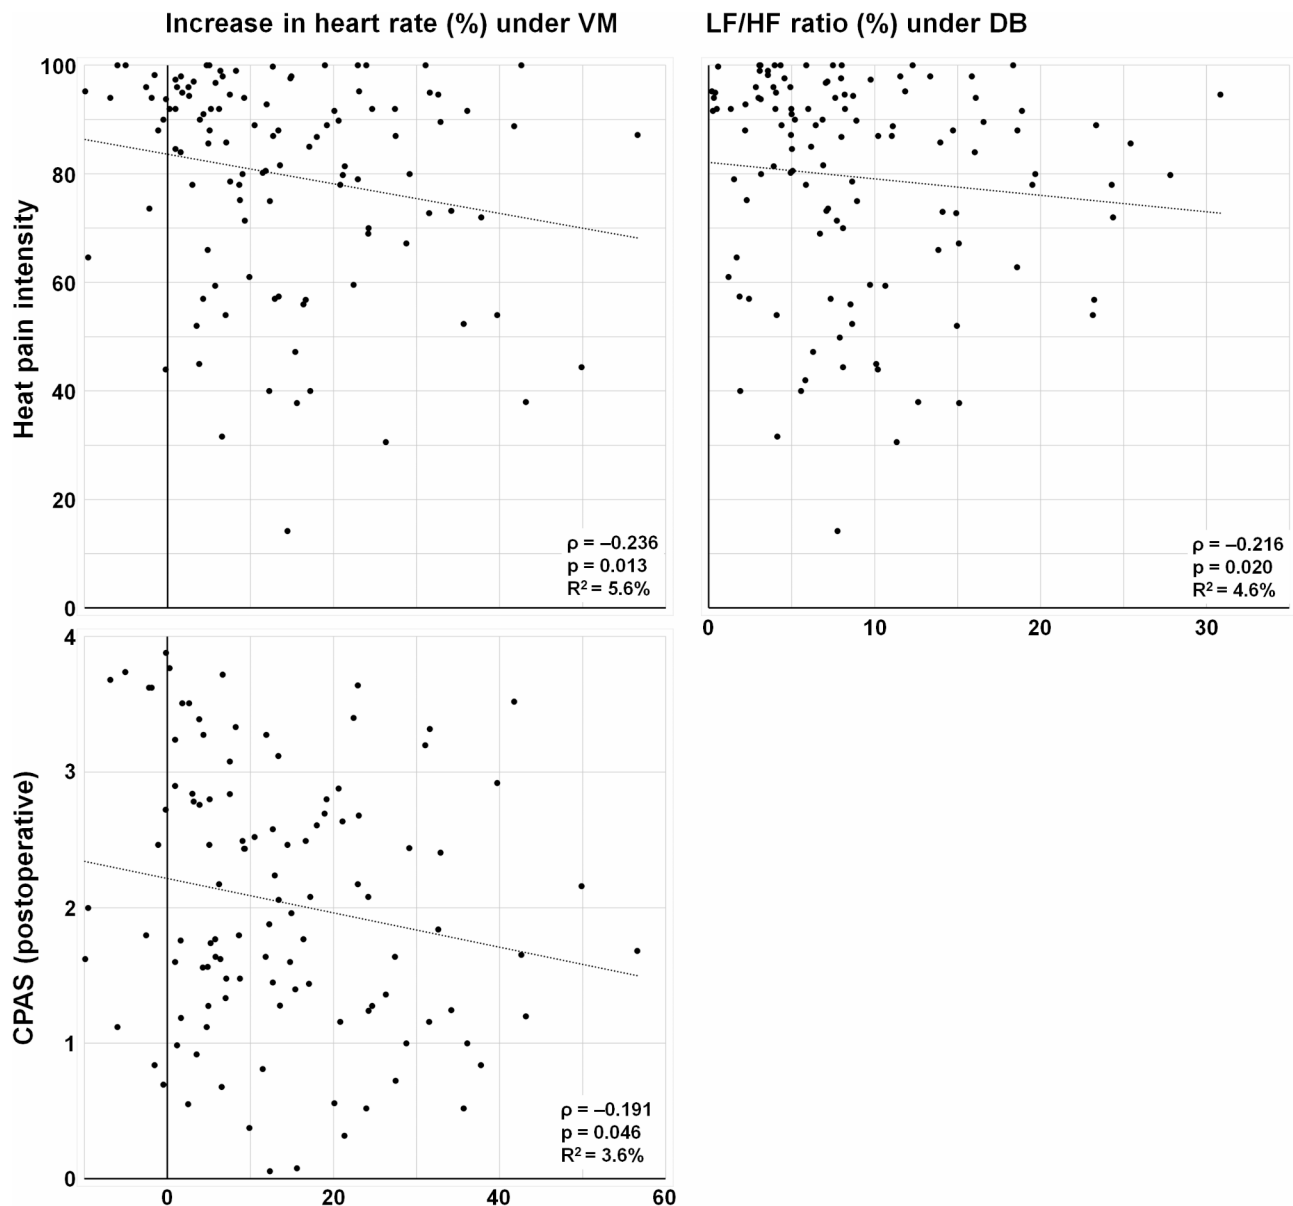 Increase in heart rate (%) under VM
LF/HF ratio (%) under DB
Heat pain intensity
100
80
60
40
20
0
ρ = –0.236
p = 0.013
R² = 5.6%
ρ = –0.216
p = 0.020
R² = 4.6%
0
10
20
30
CPAS (postoperative)
4
3
2
1
0
ρ = –0.191
p = 0.046
R² = 3.6%
0
20
40
60